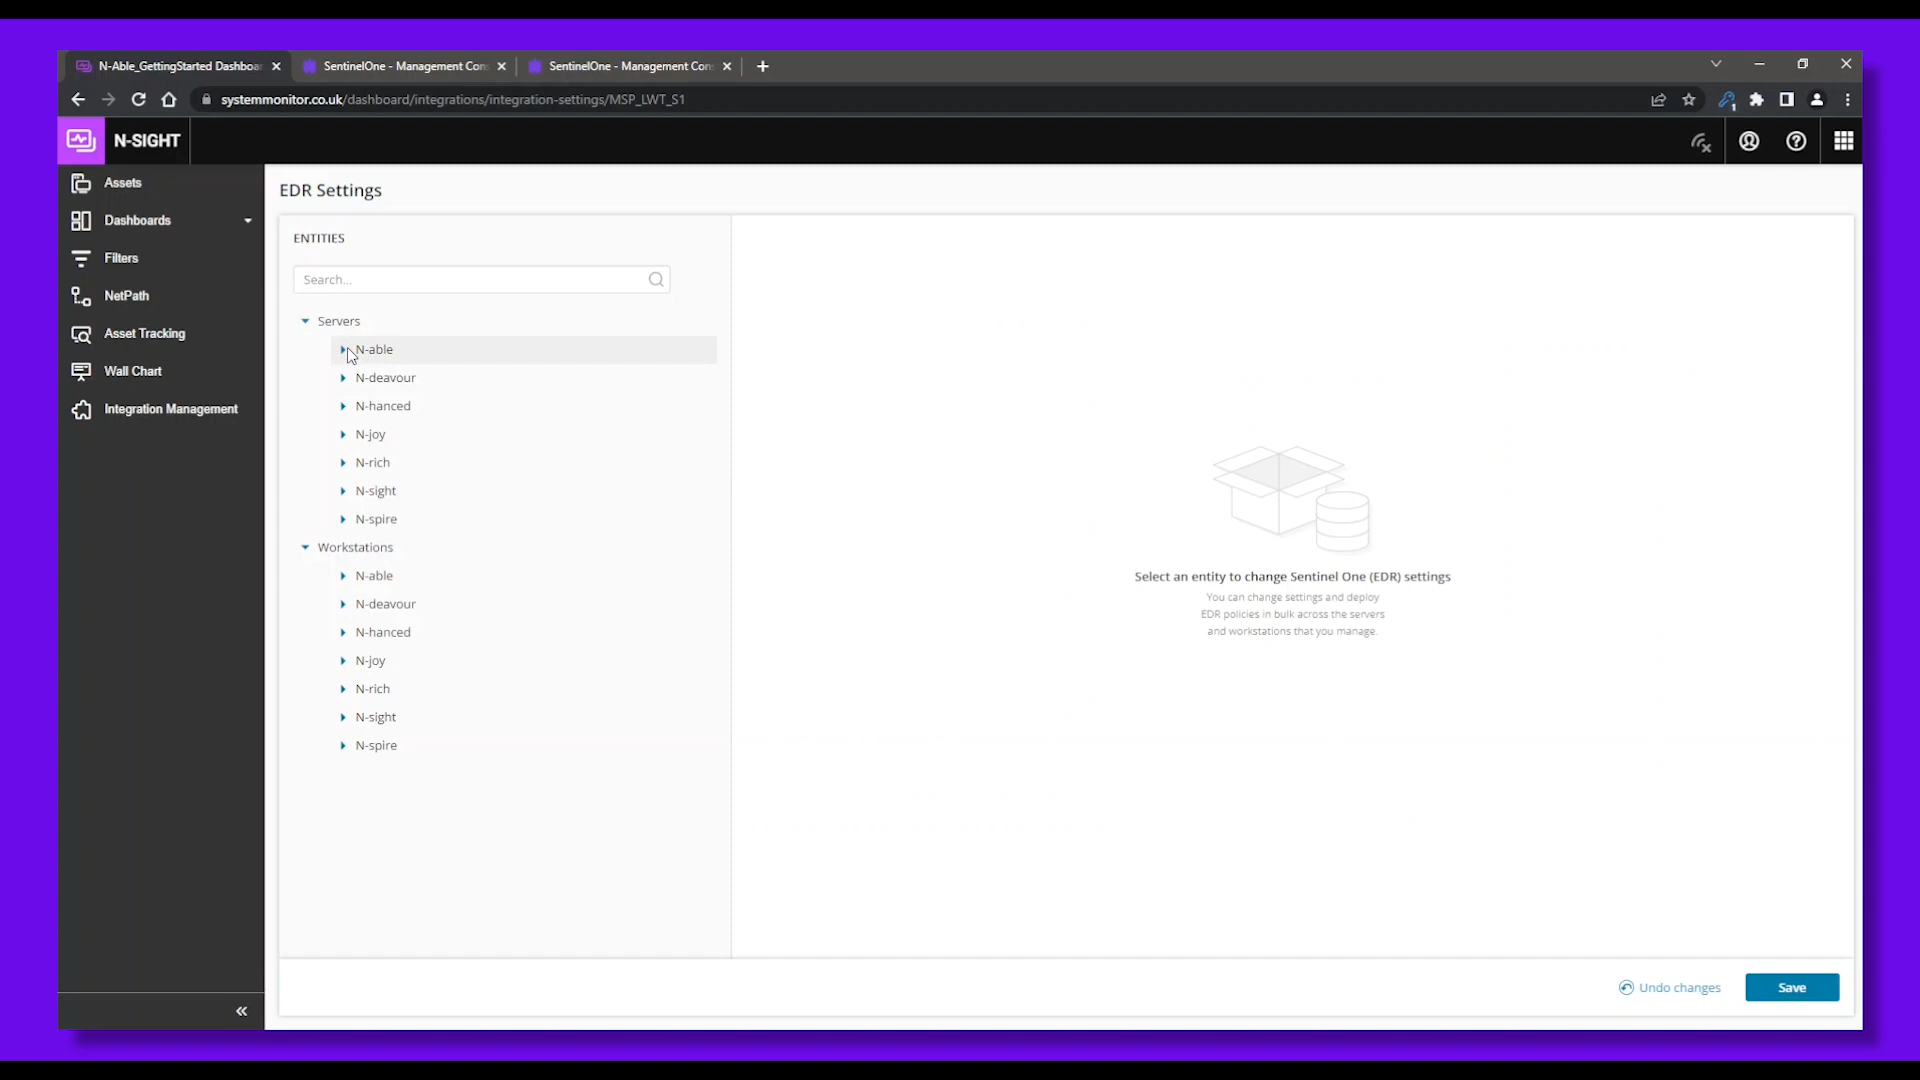 N-Able_GettingStarted Dashboa
SentinelOne - Management Con
SentinelOne - Management Con
systemmonitor.co.uk/dashboard/integrations/integration-settings/MSP_LWT_S1
N-SIGHT
Assets
Dashboards
Filters
NetPath
Asset Tracking
Wall Chart
Integration Management
EDR Settings
ENTITIES
Search...
Servers
N-able
N-deavour
N-hanced
N-joy
N-rich
N-sight
N-spire
Workstations
N-able
N-deavour
N-hanced
N-joy
N-rich
N-sight
N-spire
Select an entity to change Sentinel One (EDR) settings
You can change settings and deploy
EDR policies in bulk across the servers
and workstations that you manage.
Undo changes
Save